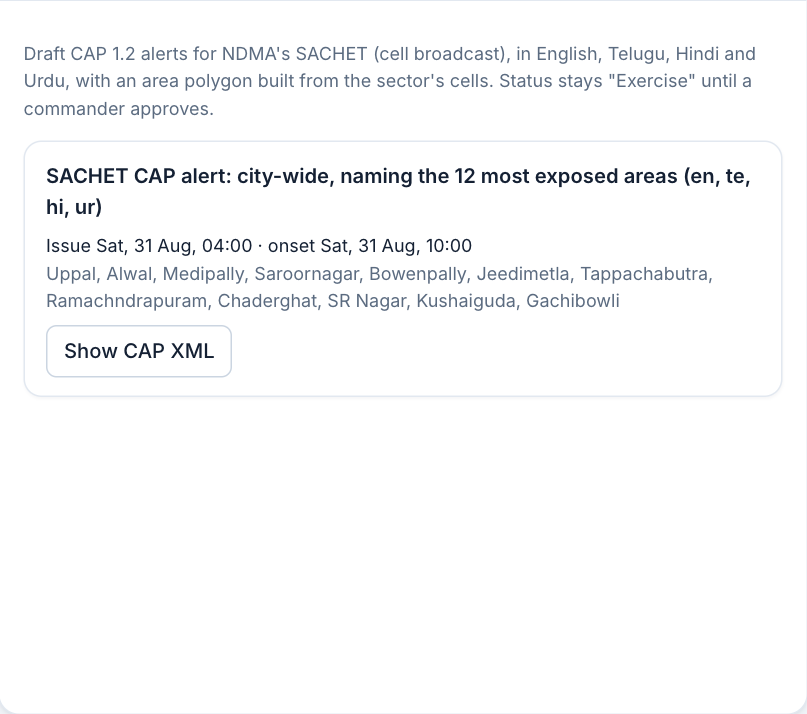 Draft CAP 1.2 alerts for NDMA's SACHET (cell broadcast), in English, Telugu, Hindi and
Urdu, with an area polygon built from the sector's cells. Status stays "Exercise" until a
commander approves.
SACHET CAP alert: city-wide, naming the 12 most exposed areas (en, te,
hi, ur)
Issue Sat, 31 Aug, 04:00 · onset Sat, 31 Aug, 10:00
Uppal, Alwal, Medipally, Saroornagar, Bowenpally, Jeedimetla, Tappachabutra,
Ramachndrapuram, Chaderghat, SR Nagar, Kushaiguda, Gachibowli
Show CAP XML